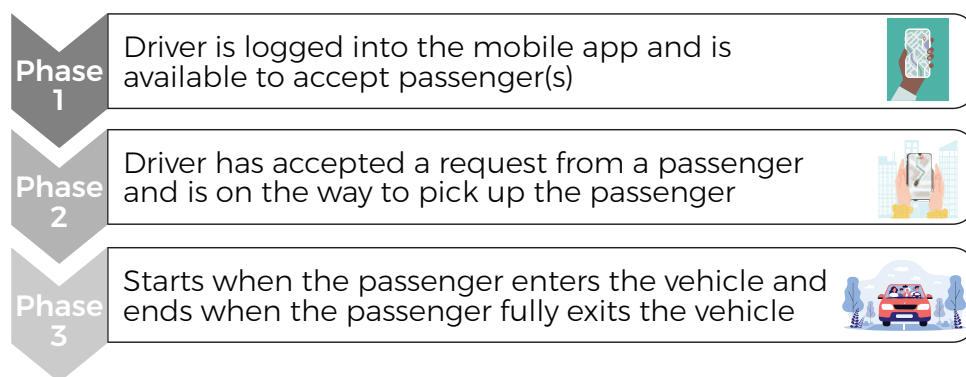 Phase
1
Driver is logged into the mobile app and is
available to accept passenger(s)
Phase
2
Driver has accepted a request from a passenger
and is on the way to pick up the passenger
Phase
3
Starts when the passenger enters the vehicle and
ends when the passenger fully exits the vehicle